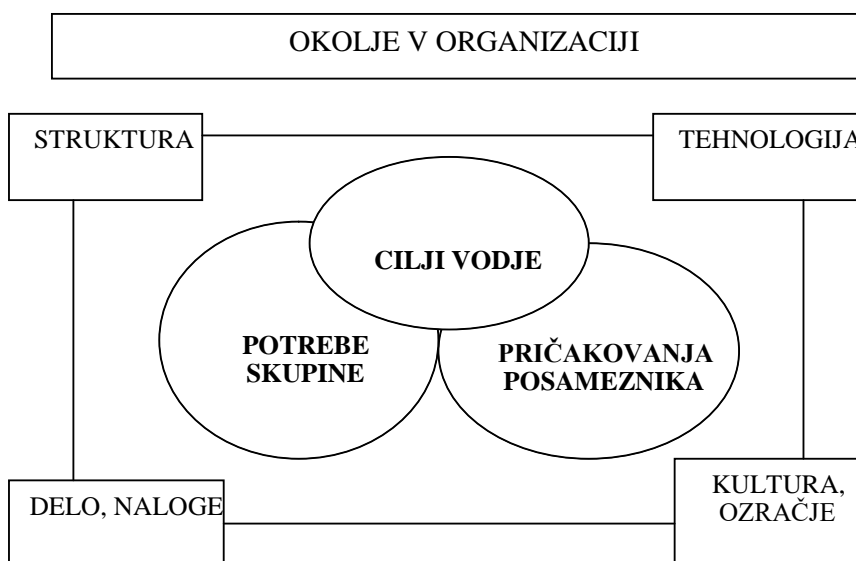 OKOLJE V ORGANIZACIJI
STRUKTURA
TEHNOLOGIJA
CILJI VODJE
POTREBE
SKUPINE
PRIČAKOVANJA
POSAMEZNIKA
DELO, NALOGE
KULTURA,
OZRAČJE